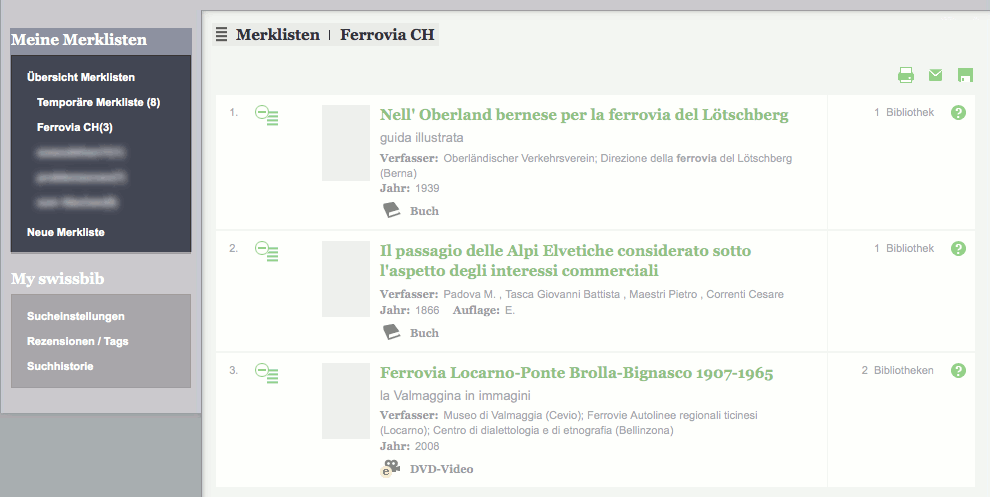 Meine Merklisten
Übersicht Merklisten
Temporäre Merkliste (8)
Ferrovia CH(3)
Neue Merkliste
My swissbib
Sucheinstellungen
Rezensionen / Tags
Suchhistorie
Merklisten | Ferrovia CH
1.
Nell' Oberland bernese per la ferrovia del Lötschberg
guida illustrata
Verfasser: Oberländischer Verkehrsverein; Direzione della ferrovia del Lötschberg
(Berna)
Jahr: 1939
Buch
1 Bibliothek
?
2.
Il passagio delle Alpi Elvetiche considerato sotto
l'aspetto degli interessi commerciali
Verfasser: Padova M. , Tasca Giovanni Battista , Maestri Pietro , Correnti Cesare
Jahr: 1866 Auflage: E.
Buch
1 Bibliothek
?
3.
Ferrovia Locarno-Ponte Brolla-Bignasco 1907-1965
la Valmaggina in immagini
Verfasser: Museo di Valmaggia (Cevio); Ferrovie Autolinee regionali ticinesi
(Locarno); Centro di dialettologia e di etnografia (Bellinzona)
Jahr: 2008
e DVD-Video
2 Bibliotheken
?